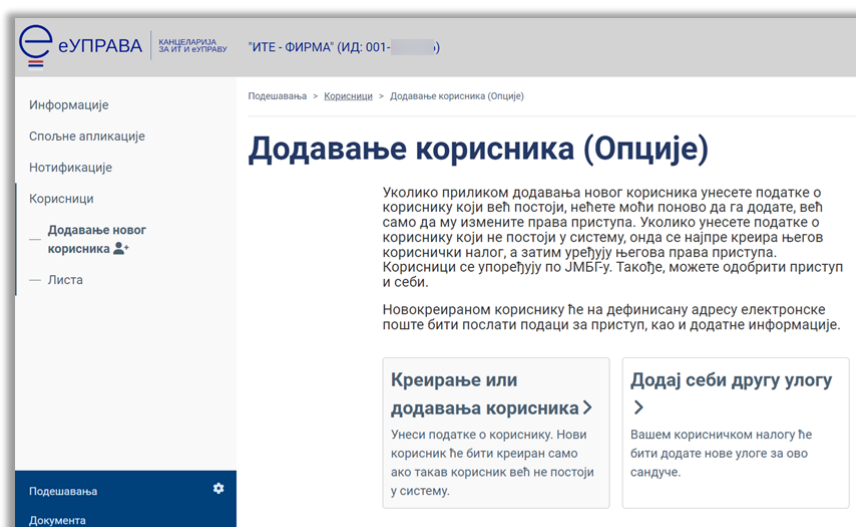 еУПРАВА
КАНЦЕЛАРИЈА
ЗА ИТ И еУПРАВУ
"ИТЕ - ФИРМА" (ИД: 001-
Информације
Спољне апликације
Нотификације
Корисници
— Додавање новог
корисника
— Листа
Подешавања
Документа
Подешавања > Корисници > Додавање корисника (Опције)
Додавање корисника (Опције)
Уколико приликом додавања новог корисника унесете податке о
кориснику који већ постоји, нећете моћи поново да га додате, већ
само да му измените права приступа. Уколико унесете податке о
кориснику који не постоји у систему, онда се најпре креира његов
кориснички налог, а затим уређују његова права приступа.
Корисници се упоређују по ЈМБГ-у. Такође, можете одобрити приступ
и себи.
Новокреираном кориснику ће на дефинисану адресу електронске
поште бити послати подаци за приступ, као и додатне информације.
Креирање или
додавања корисника >
Унеси податке о кориснику. Нови
корисник ће бити креиран само
ако такав корисник већ не постоји
у систему.
Додај себи другу улогу
>
Вашем корисничком налогу ће
бити додате нове улоге за ово
сандуче.